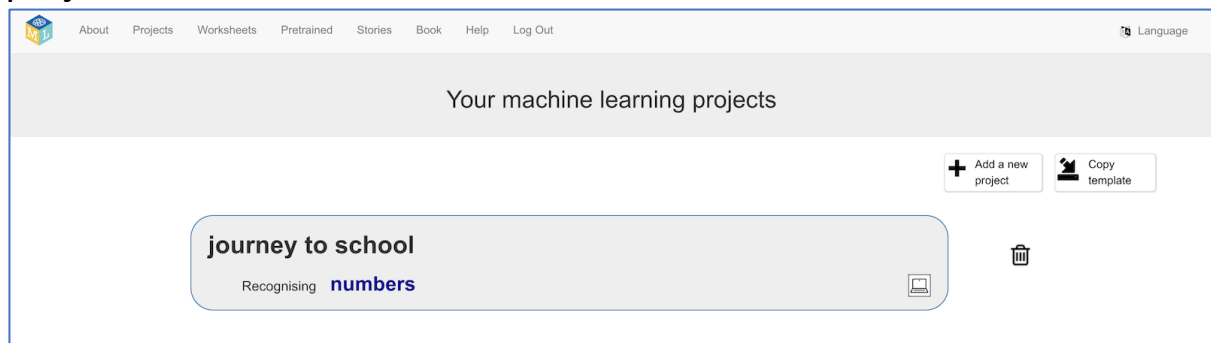 About Projects Worksheets Pretrained Stories Book Help Log Out Language
Your machine learning projects
Add a new
project
Copy
template
journey to school
Recognising numbers